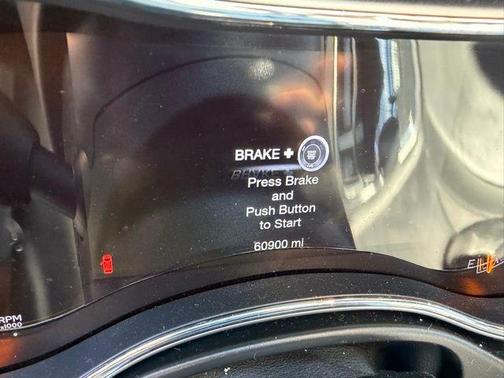 BRAKE +
Press Brake
and
Push Button
to Start
60900 mi
RPM
x1000
E